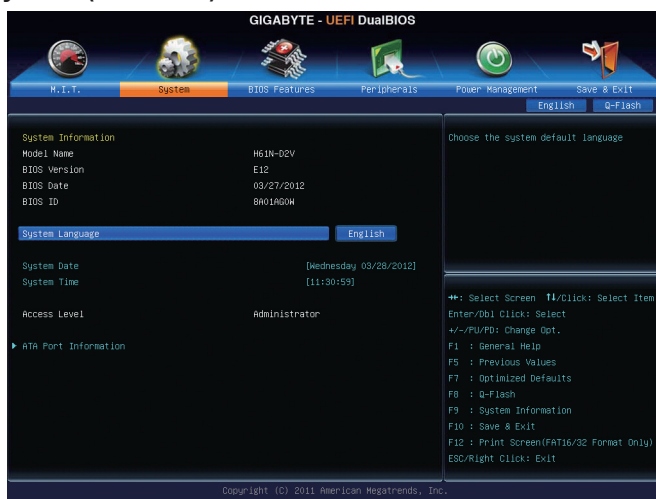 GIGABYTE - UEFI DualBIOS
M.I.T. System BIOS Features Peripherals Power Management Save & Exit
English Q-Flash
System Information
Model Name H61N-D2V
BIOS Version E12
BIOS Date 03/27/2012
BIOS ID 8A01AG0W
System Language English
System Date [Wednesday 03/28/2012]
System Time [11:30:59]
Access Level Administrator
ATA Port Information
Choose the system default language
→←: Select Screen ↑↓/Click: Select Item
Enter/Dbl Click: Select
+/-/PU/PD: Change Opt.
F1 : General Help
F5 : Previous Values
F7 : Optimized Defaults
F8 : Q-Flash
F9 : System Information
F10 : Save & Exit
F12 : Print Screen(FAT16/32 Format Only)
ESC/Right Click: Exit
Copyright (C) 2011 American Megatrends, Inc.